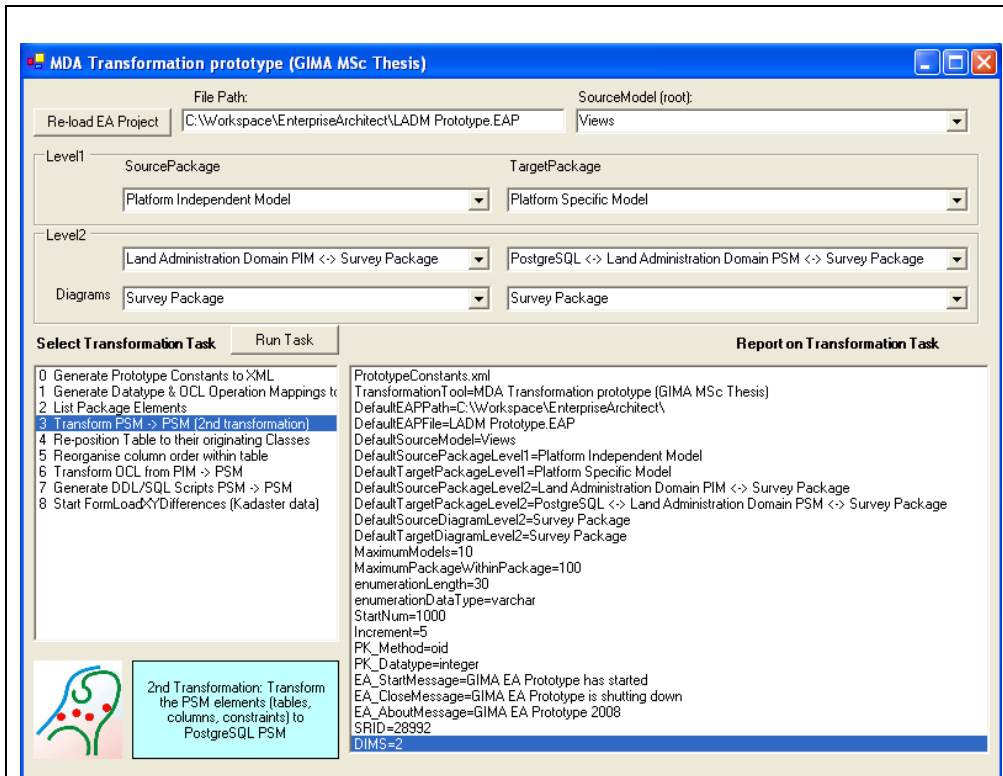 MDA Transformation prototype (GIMA MSc Thesis)
File Path:
SourceModel (root):
Re-load EA Project
C:\Workspace\EnterpriseArchitect\LADM Prototype.EAP
Views
Level1
SourcePackage
TargetPackage
Platform Independent Model
Platform Specific Model
Level2
Land Administration Domain PIM <-> Survey Package
PostgreSQL <-> Land Administration Domain PSM <-> Survey Package
Diagrams
Survey Package
Survey Package
Select Transformation Task
Run Task
Report on Transformation Task
0 Generate Prototype Constants to XML
1 Generate Datatype & OCL Operation Mappings to
2 List Package Elements
3 Transform PSM -> PSM (2nd transformation)
4 Re-position Table to their originating Classes
5 Reorganise column order within table
6 Transform OCL from PIM -> PSM
7 Generate DDL/SQL Scripts PSM -> PSM
8 Start FormLoadXYDifferences (Kadaster data)
PrototypeConstants.xml
TransformationTool=MDA Transformation prototype (GIMA MSc Thesis)
DefaultEAPPath=C:\Workspace\EnterpriseArchitect\
DefaultEAPFile=LADM Prototype.EAP
DefaultSourceModel=Views
DefaultSourcePackageLevel1=Platform Independent Model
DefaultTargetPackageLevel1=Platform Specific Model
DefaultSourcePackageLevel2=Land Administration Domain PIM <-> Survey Package
DefaultTargetPackageLevel2=PostgreSQL <-> Land Administration Domain PSM <-> Survey Package
DefaultSourceDiagramLevel2=Survey Package
DefaultTargetDiagramLevel2=Survey Package
MaximumModels=10
MaximumPackageWithinPackage=100
enumerationLength=30
enumerationDataType=varchar
StartNum=1000
Increment=5
PK_Method=oid
PK_Datatype=integer
EA_StartMessage=GIMA EA Prototype has started
EA_CloseMessage=GIMA EA Prototype is shutting down
EA_AboutMessage=GIMA EA Prototype 2008
SRID=28992
DIMS=2
2nd Transformation: Transform
the PSM elements (tables,
columns, constraints) to
PostgreSQL PSM